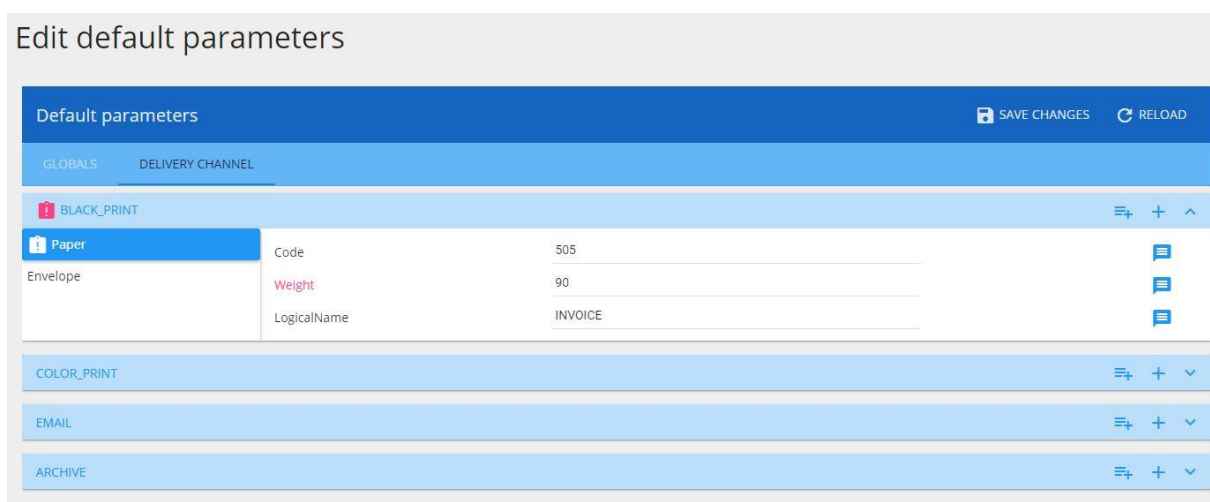 Edit default parameters
Default parameters SAVE CHANGES RELOAD
GLOBALS DELIVERY CHANNEL
BLACK_PRINT
Paper
Envelope
Code 505
Weight 90
LogicalName INVOICE
COLOR_PRINT
EMAIL
ARCHIVE